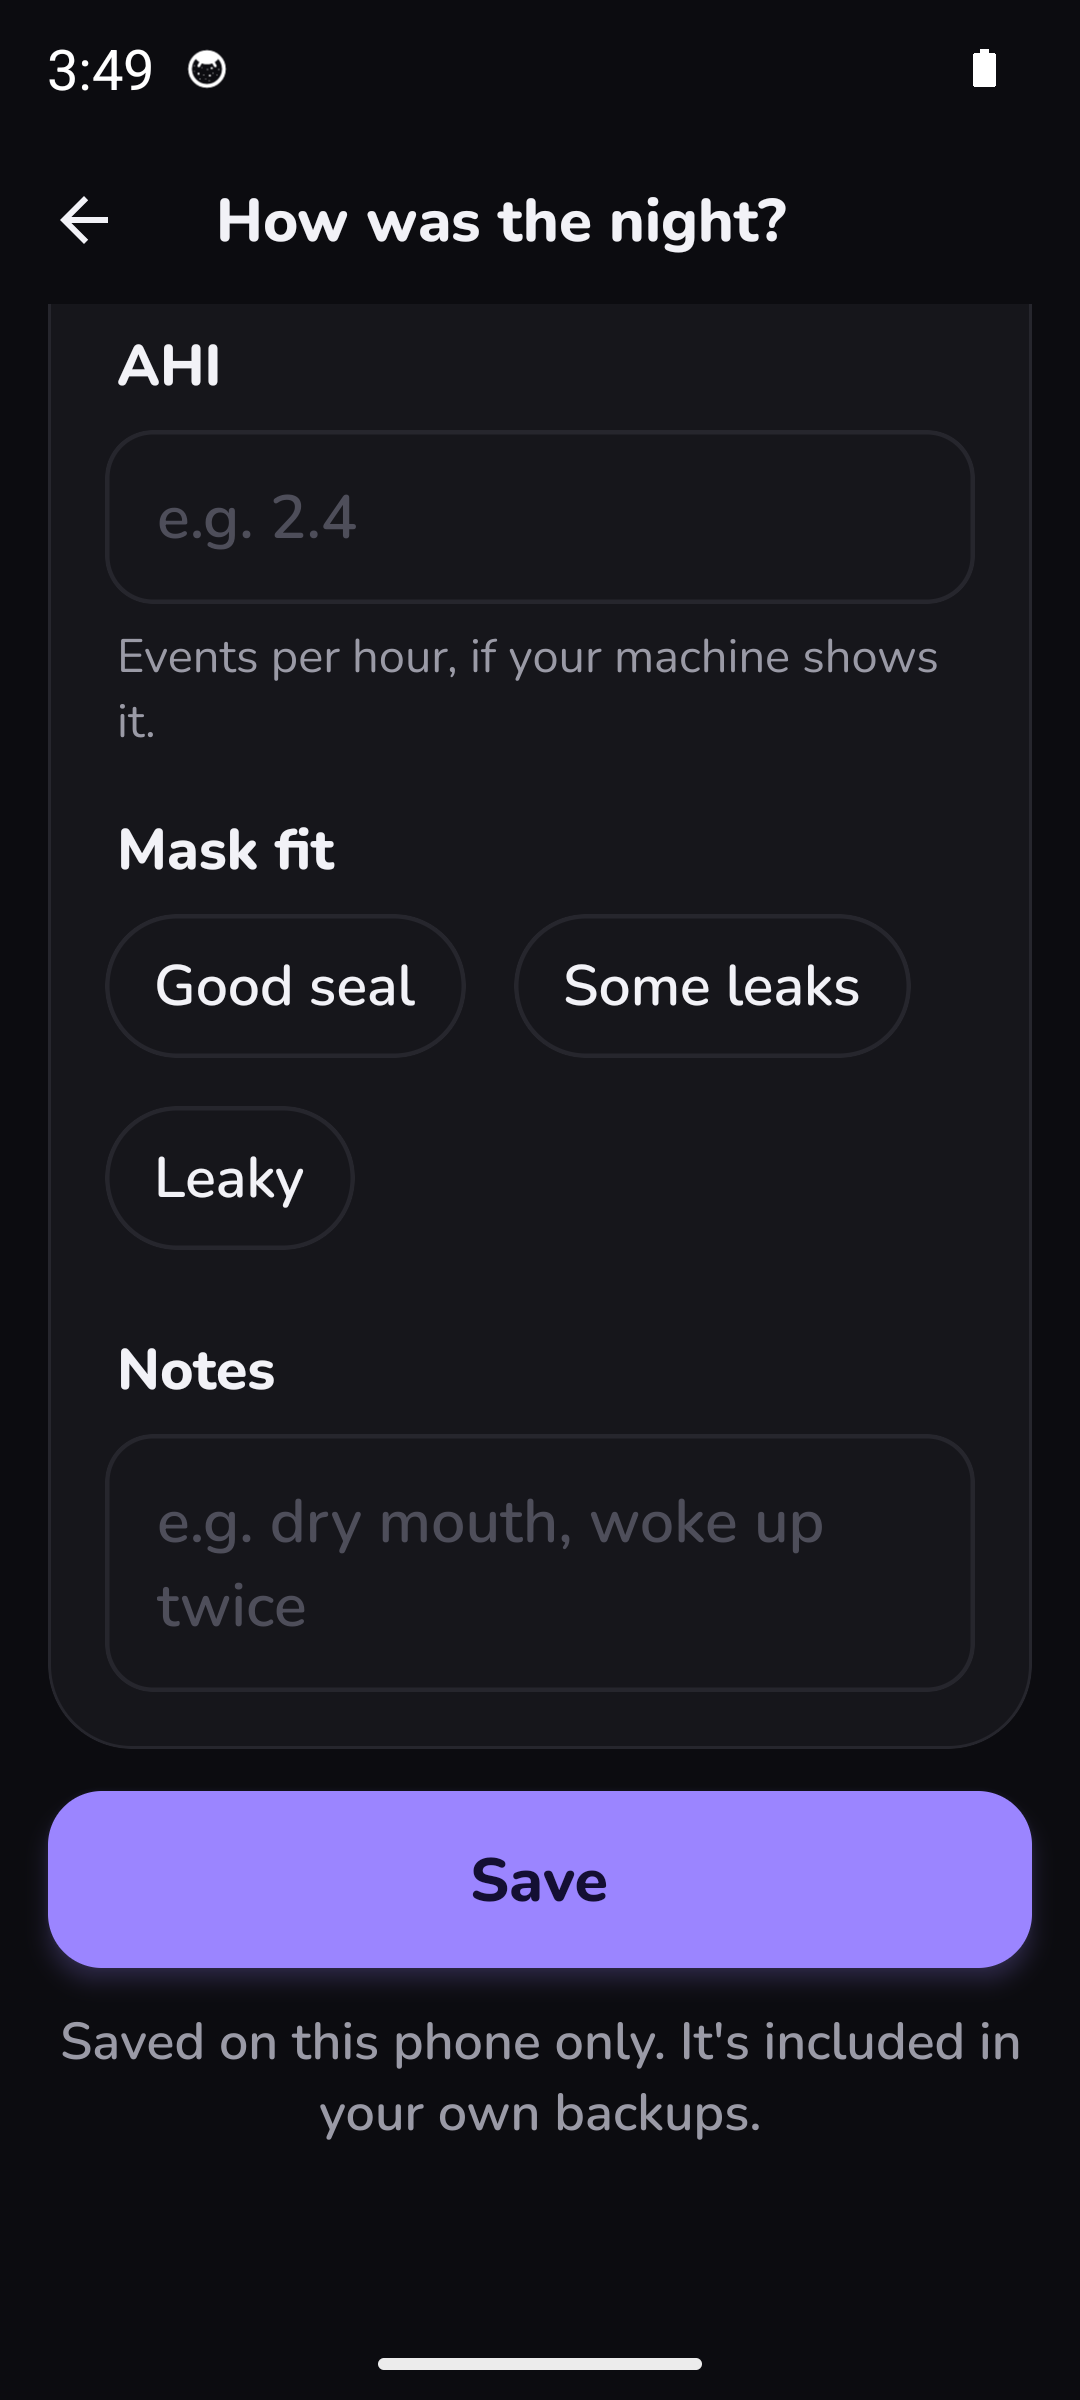 3:49
How was the night?
AHI
e.g. 2.4
Events per hour, if your machine shows
it.
Mask fit
Good seal
Some leaks
Leaky
Notes
e.g. dry mouth, woke up
twice
Save
Saved on this phone only. It's included in
your own backups.